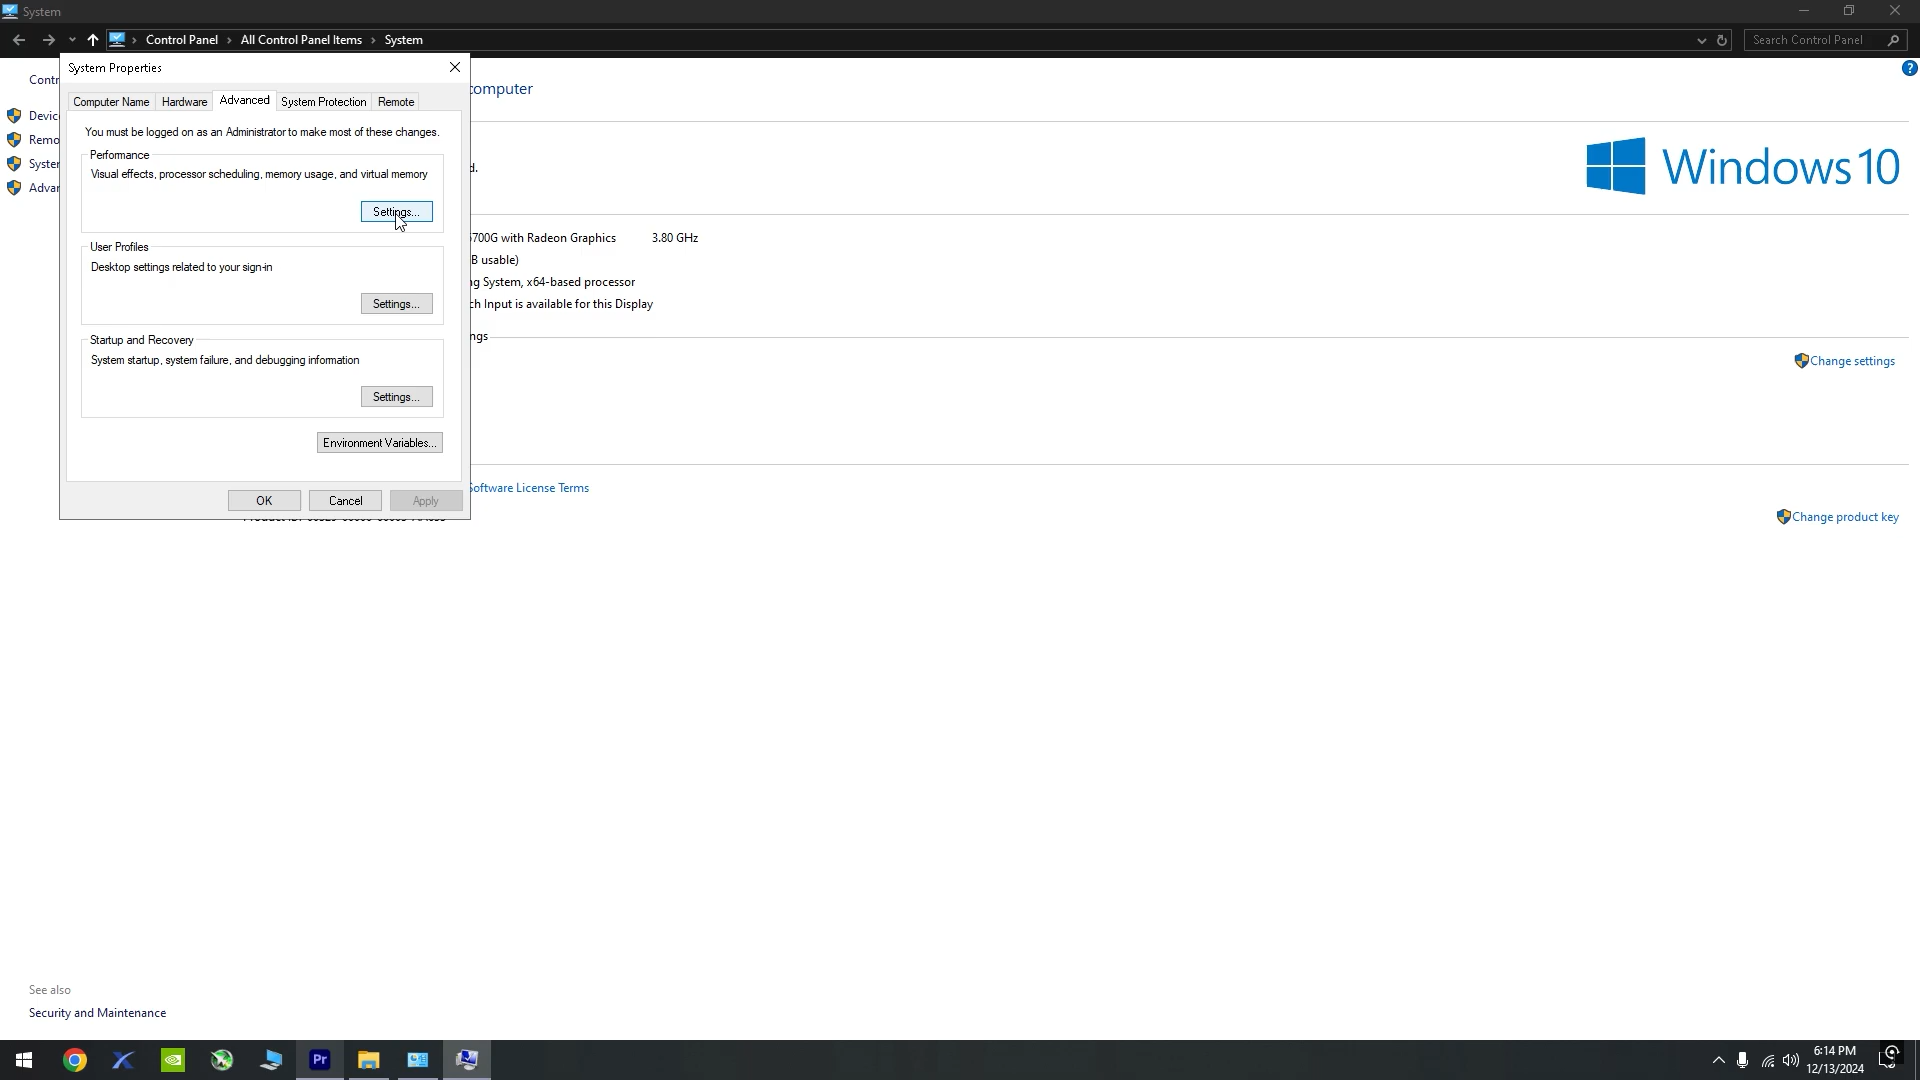 System
Control Panel › All Control Panel Items › System
Search Control Panel
System Properties
Computer Name Hardware Advanced System Protection Remote
You must be logged on as an Administrator to make most of these changes.
Performance
Visual effects, processor scheduling, memory usage, and virtual memory
Settings...
User Profiles
Desktop settings related to your sign-in
Settings...
Startup and Recovery
System startup, system failure, and debugging information
Settings...
Environment Variables...
OK Cancel Apply
Contr
Devic
Remo
Syster
Advar
computer
d.
Windows 10
5700G with Radeon Graphics 3.80 GHz
B usable)
ng System, x64-based processor
ch Input is available for this Display
ngs
Change settings
Software License Terms
Change product key
See also
Security and Maintenance
Pr
6:14 PM
12/13/2024